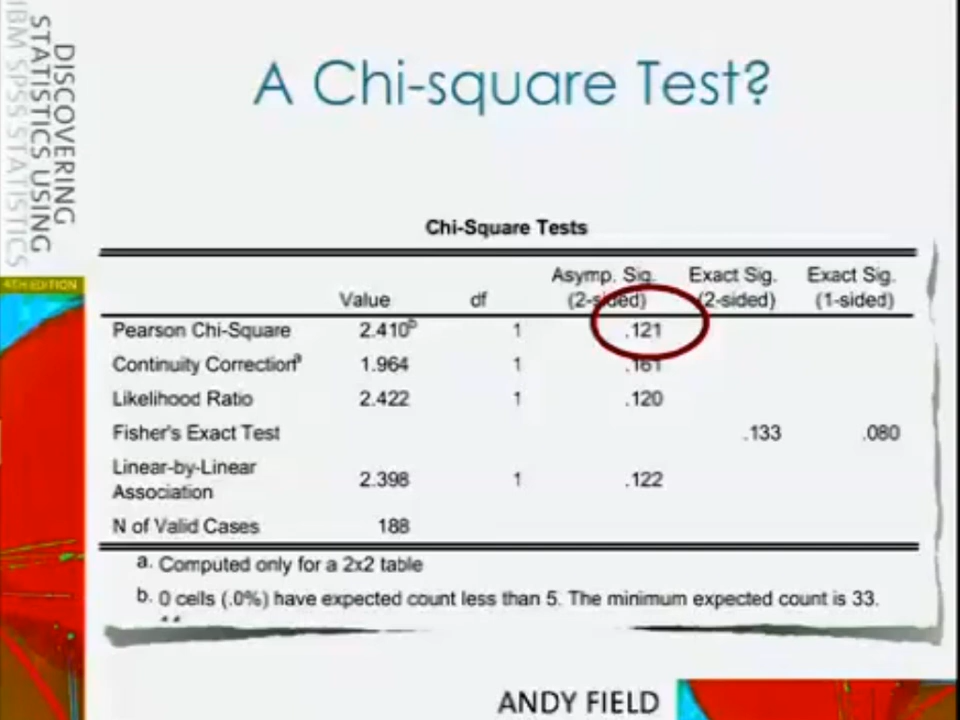 DISCOVERING
STATISTICS USING
IBM SPSS STATISTICS
4TH EDITION
A Chi-square Test?
Chi-Square Tests
Value df Asymp. Sig. (2-sided) Exact Sig. (2-sided) Exact Sig. (1-sided)
Pearson Chi-Square 2.410b 1 .121
Continuity Correctiona 1.964 1 .161
Likelihood Ratio 2.422 1 .120
Fisher's Exact Test .133 .080
Linear-by-Linear
Association 2.398 1 .122
N of Valid Cases 188
a. Computed only for a 2x2 table
b. 0 cells (.0%) have expected count less than 5. The minimum expected count is 33.
ANDY FIELD